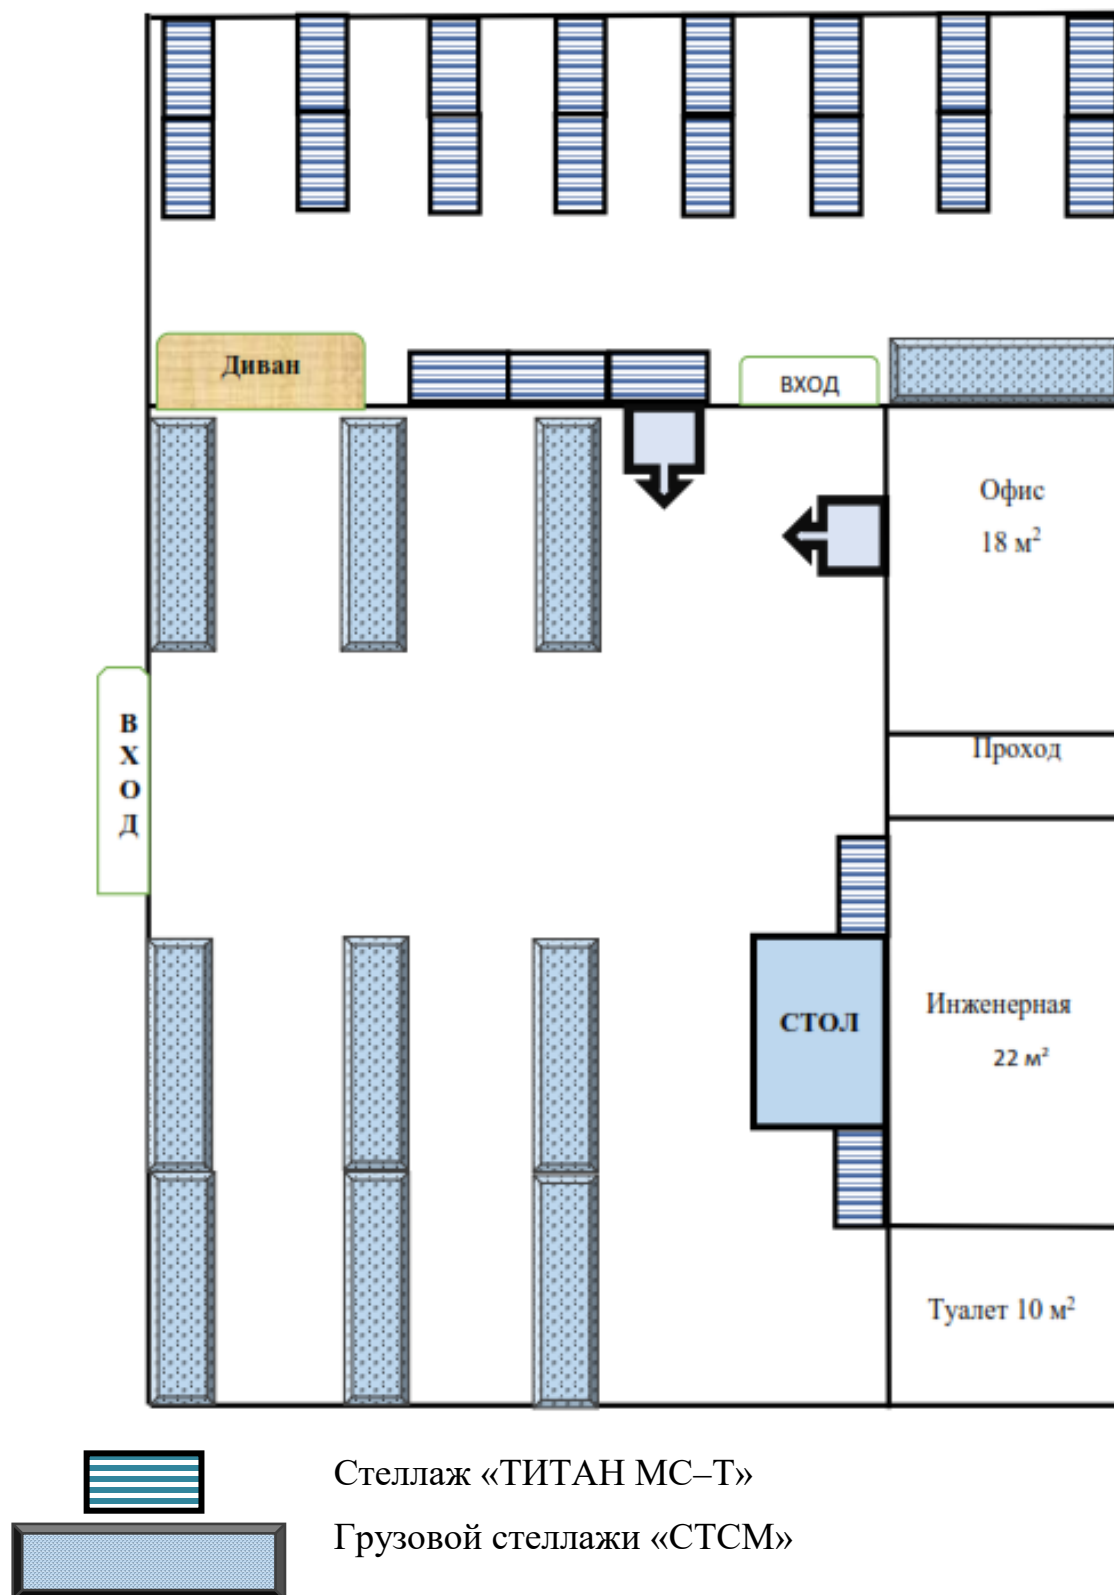 Диван
ВХОД
Офис
18 м²
ВХОД
Проход
Инженерная
СТОЛ
22 м²
Туалет 10 м²
Стеллаж «ТИТАН МС–Т»
Грузовой стеллажи «СТСМ»